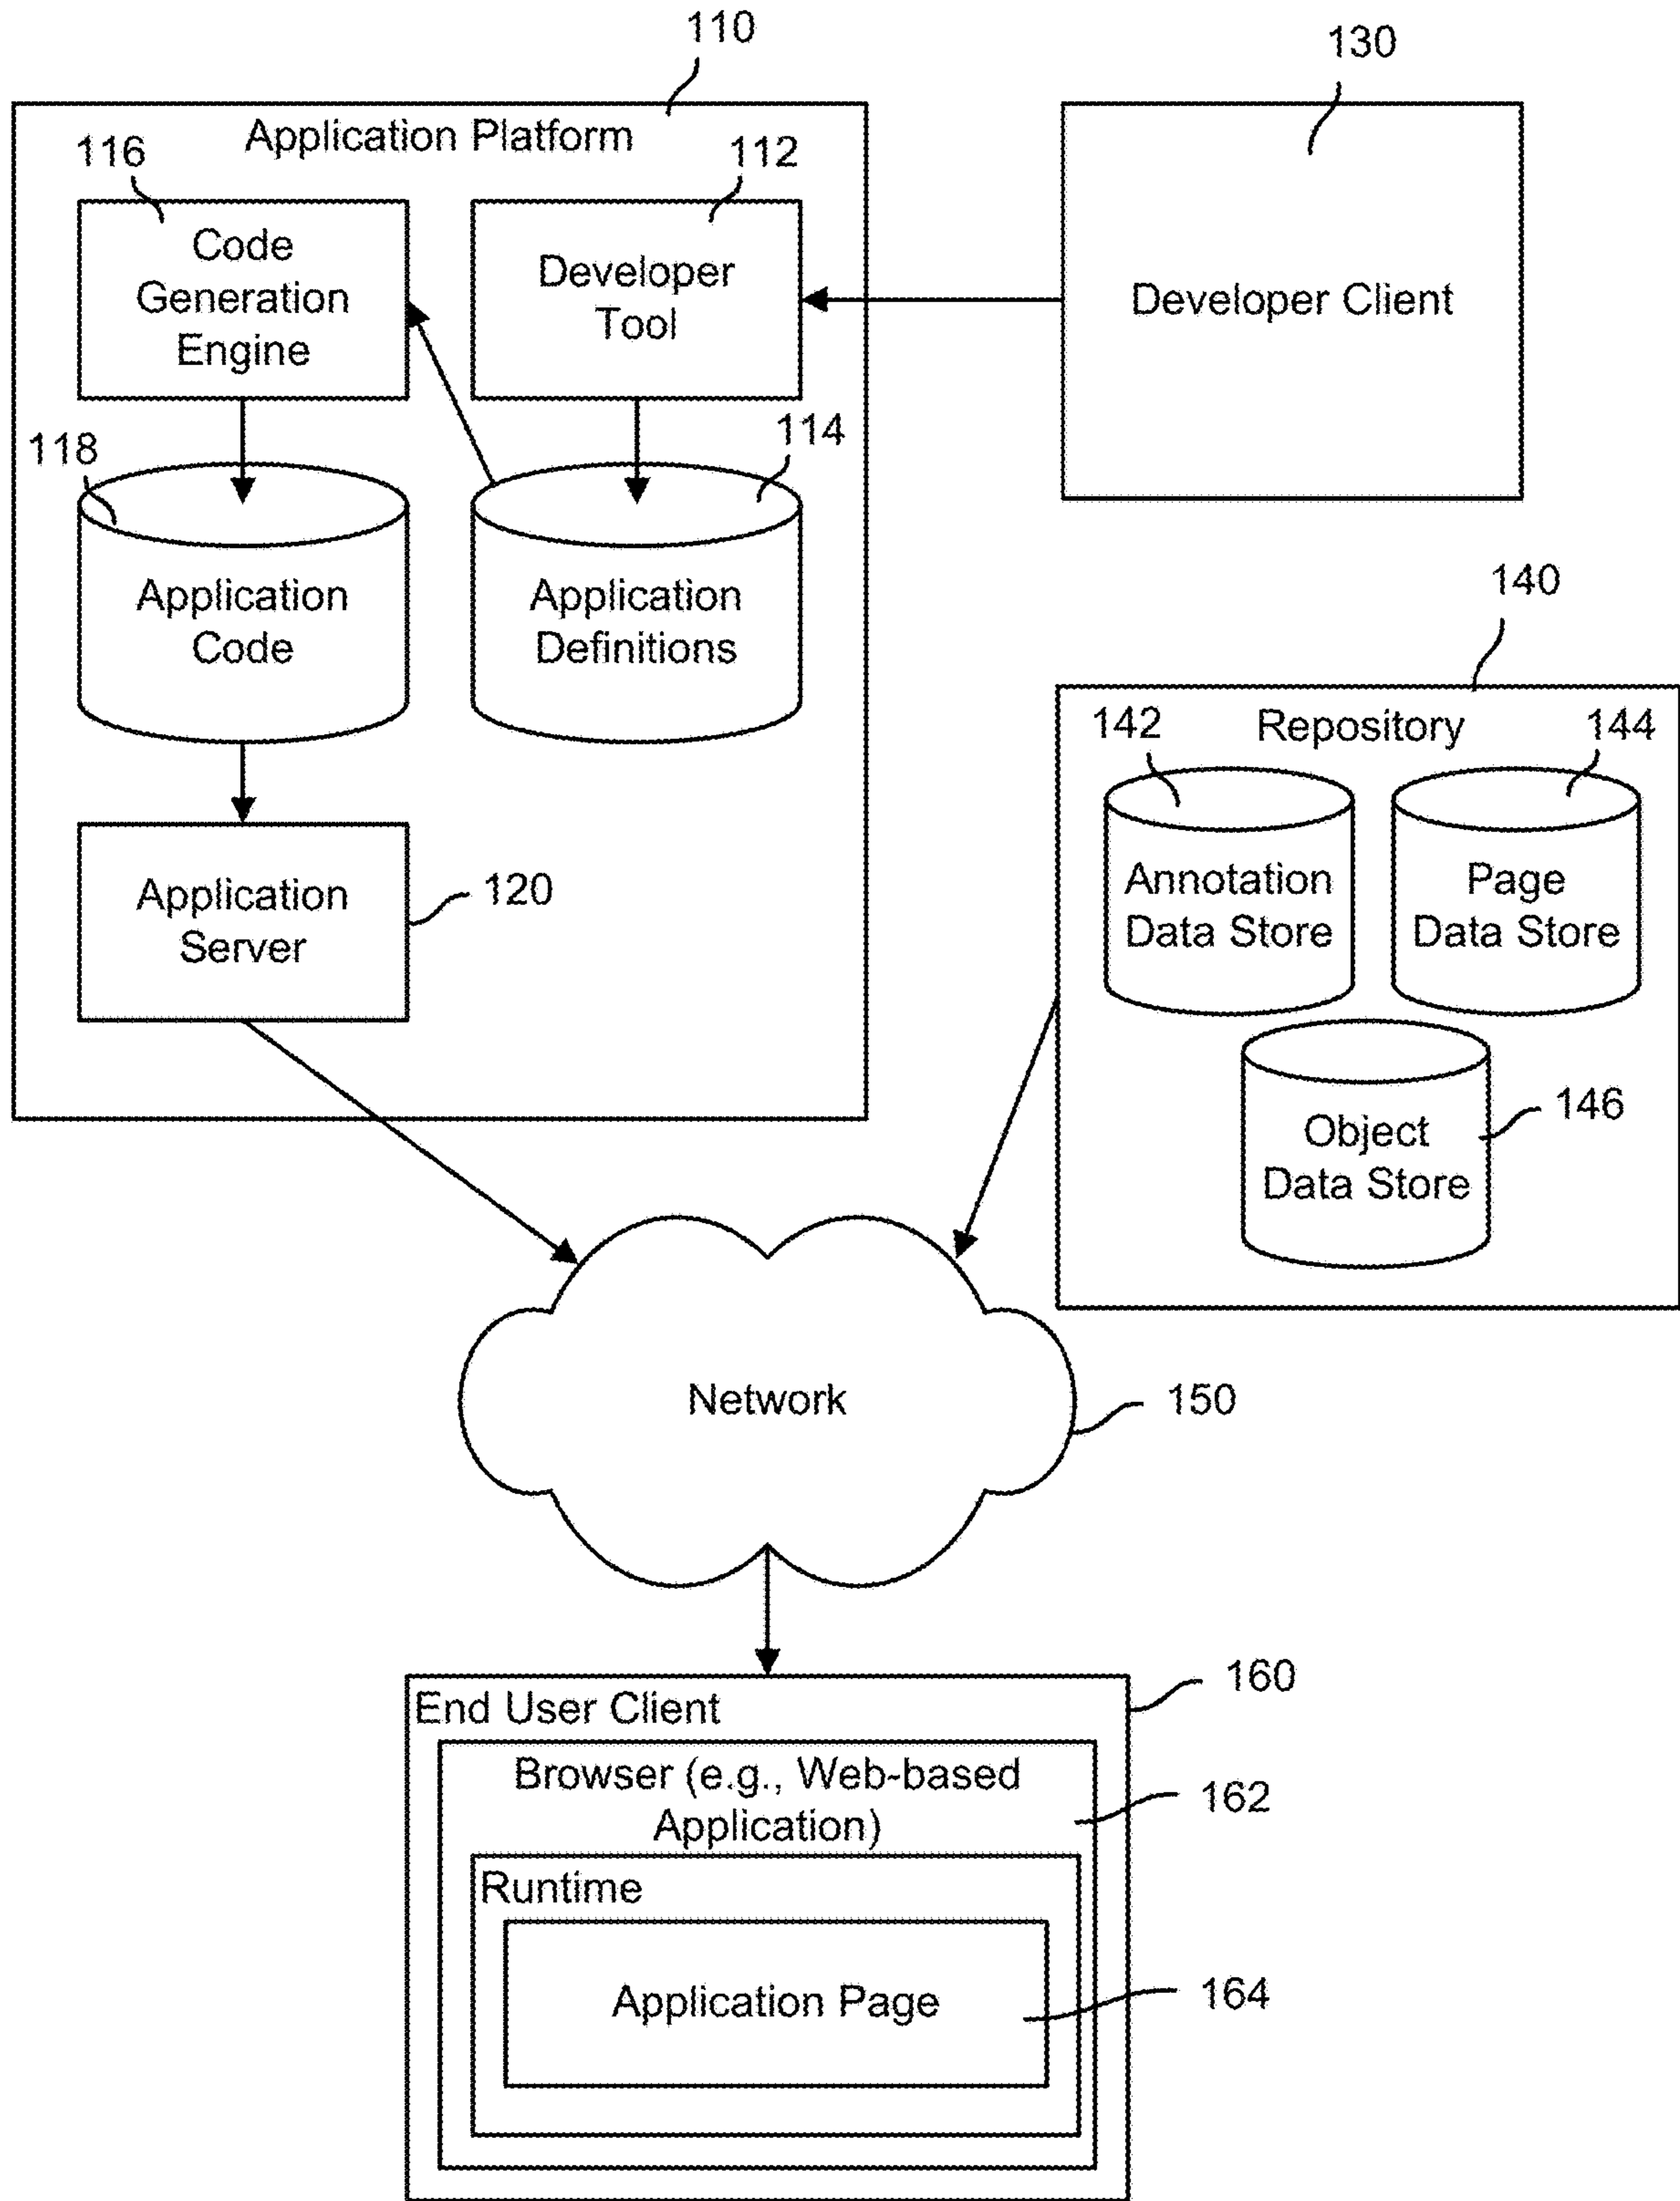 110
130
Application Platform
116
112
Code
Generation
Engine
Developer
Tool
Developer Client
118
114
Application
Code
Application
Definitions
140
142
Repository
144
Annotation
Data Store
Page
Data Store
Application
Server
120
Object
Data Store
146
Network
150
160
End User Client
Browser (e.g., Web-based
Application)
162
Runtime
Application Page
164